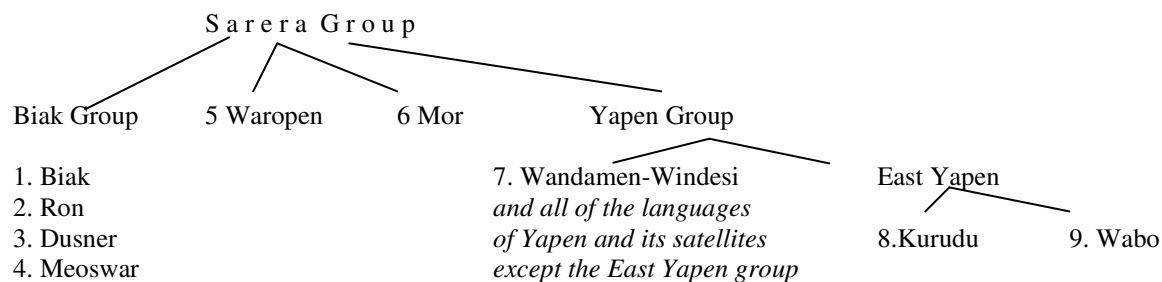 Sarera Group
Biak Group 5 Waropen 6 Mor Yapen Group
1. Biak 7. Wandamen-Windesi East Yapen
2. Ron and all of the languages
3. Dusner of Yapen and its satellites 8.Kurudu 9. Wabo
4. Meoswar except the East Yapen group